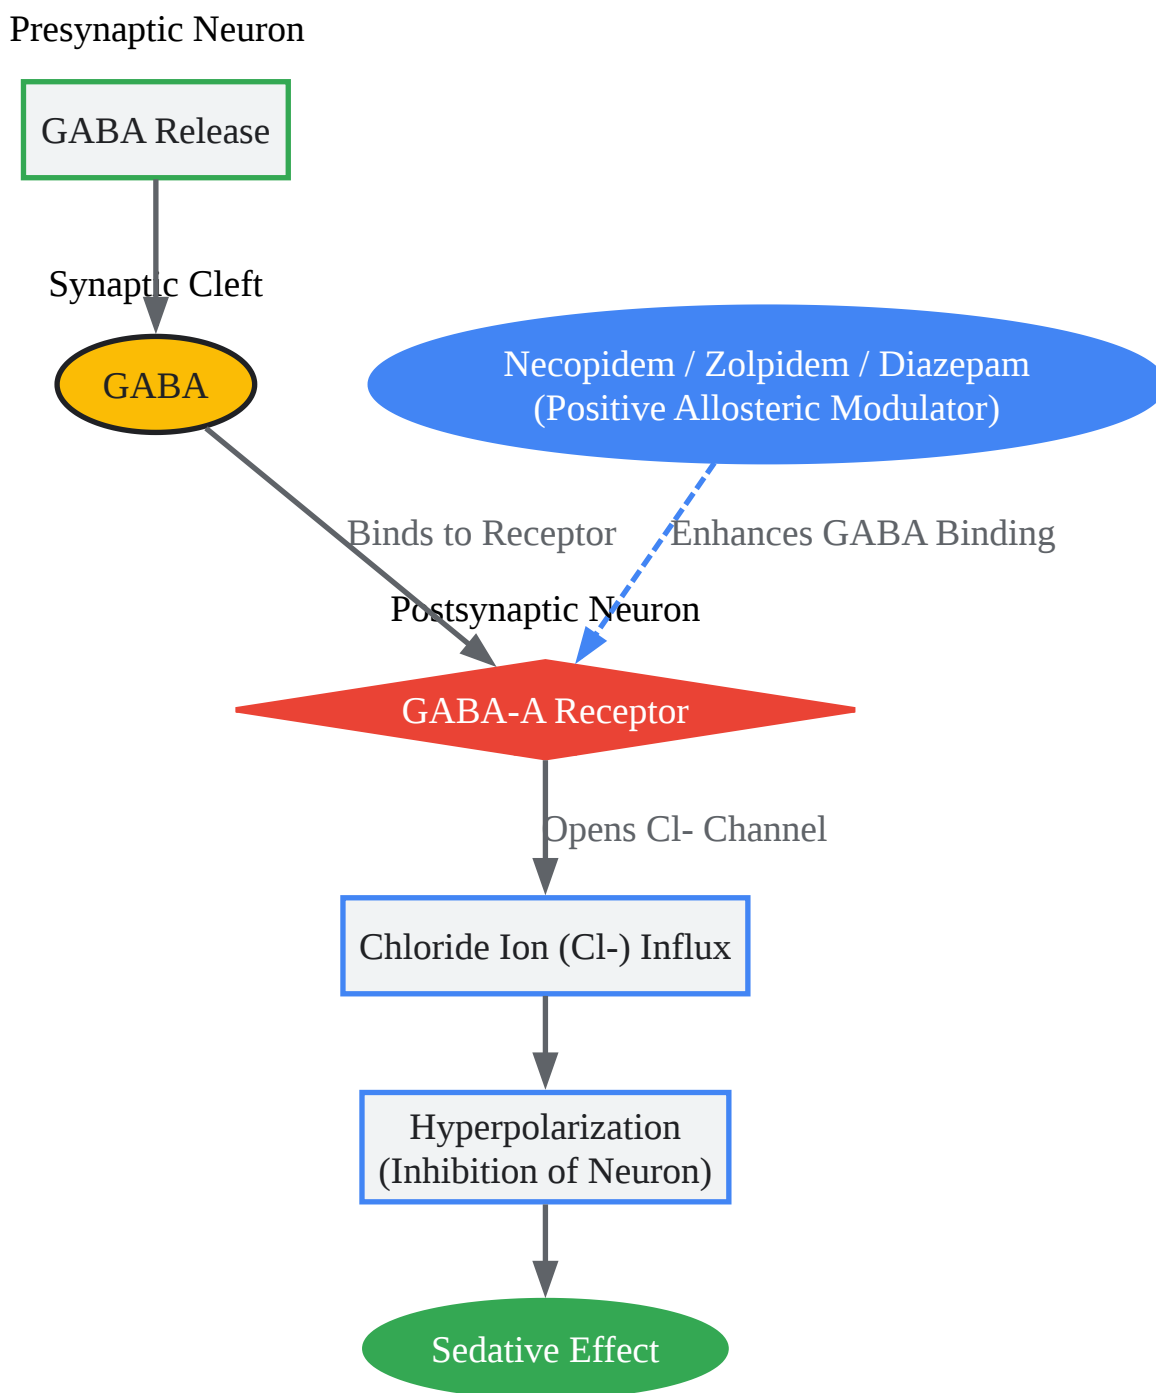 Presynaptic Neuron
GABA Release
Synaptic Cleft
GABA
Necopidem / Zolpidem / Diazepam
(Positive Allosteric Modulator)
Binds to Receptor
Enhances GABA Binding
Postsynaptic Neuron
GABA-A Receptor
Opens Cl- Channel
Chloride Ion (Cl-) Influx
Hyperpolarization
(Inhibition of Neuron)
Sedative Effect